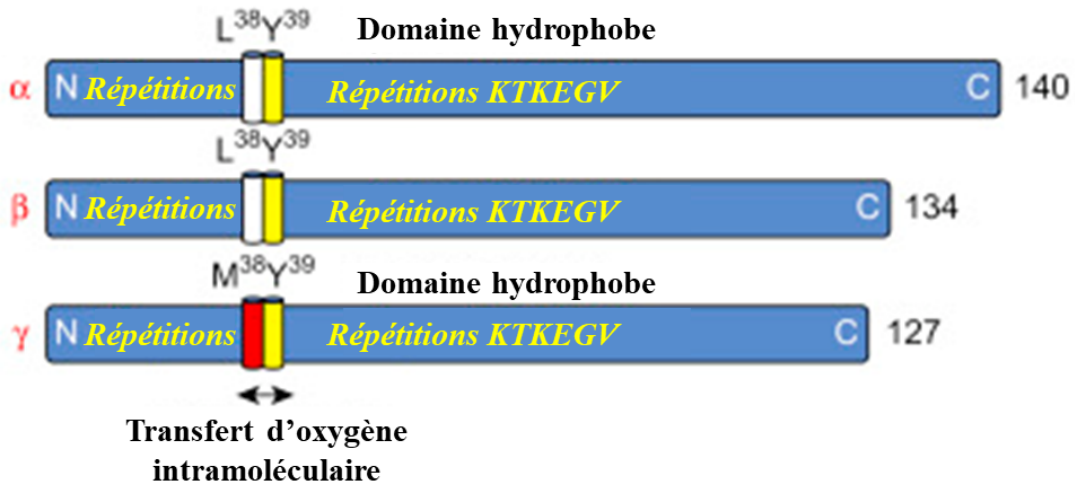 L³⁸Y³⁹ Domaine hydrophobe
α N Répétitions Répétitions KTKEGV C 140
L³⁸Y³⁹
β N Répétitions Répétitions KTKEGV C 134
M³⁸Y³⁹ Domaine hydrophobe
γ N Répétitions Répétitions KTKEGV C 127
Transfert d’oxygène
intramoléculaire